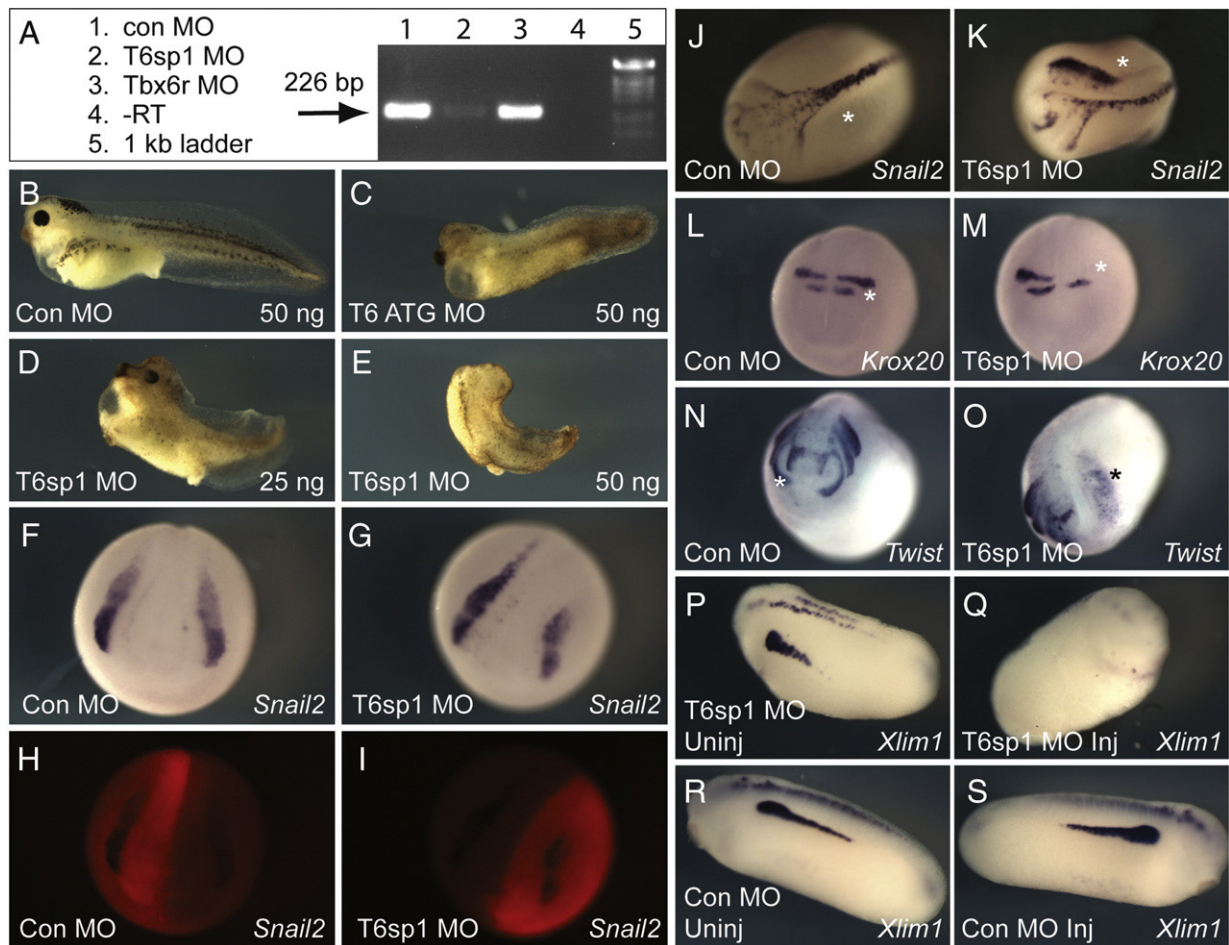 A
1. con MO
2. T6sp1 MO
3. Tbx6r MO
4. -RT
5. 1 kb ladder
226 bp
1 2 3 4 5
B
Con MO 50 ng
C
T6 ATG MO 50 ng
D
T6sp1 MO 25 ng
E
T6sp1 MO 50 ng
F
Con MO Snail2
G
T6sp1 MO Snail2
H
Con MO Snail2
I
T6sp1 MO Snail2
J
*
Con MO Snail2
K
*
T6sp1 MO Snail2
L
*
Con MO Krox20
M
*
T6sp1 MO Krox20
N
*
Con MO Twist
O
*
T6sp1 MO Twist
P
T6sp1 MO
Uninj Xlim1
Q
T6sp1 MO Inj Xlim1
R
Con MO
Uninj Xlim1
S
Con MO Inj Xlim1